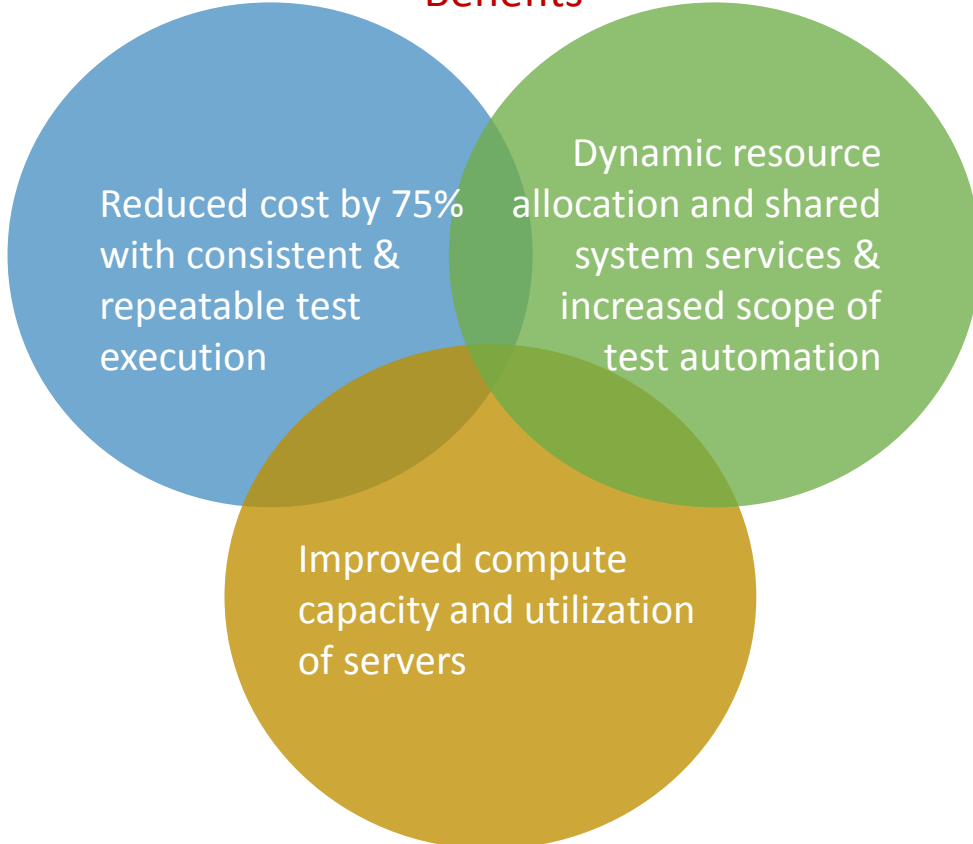 Benefits
Reduced cost by 75%
with consistent &
repeatable test
execution
Dynamic resource
allocation and shared
system services &
increased scope of
test automation
Improved compute
capacity and utilization
of servers